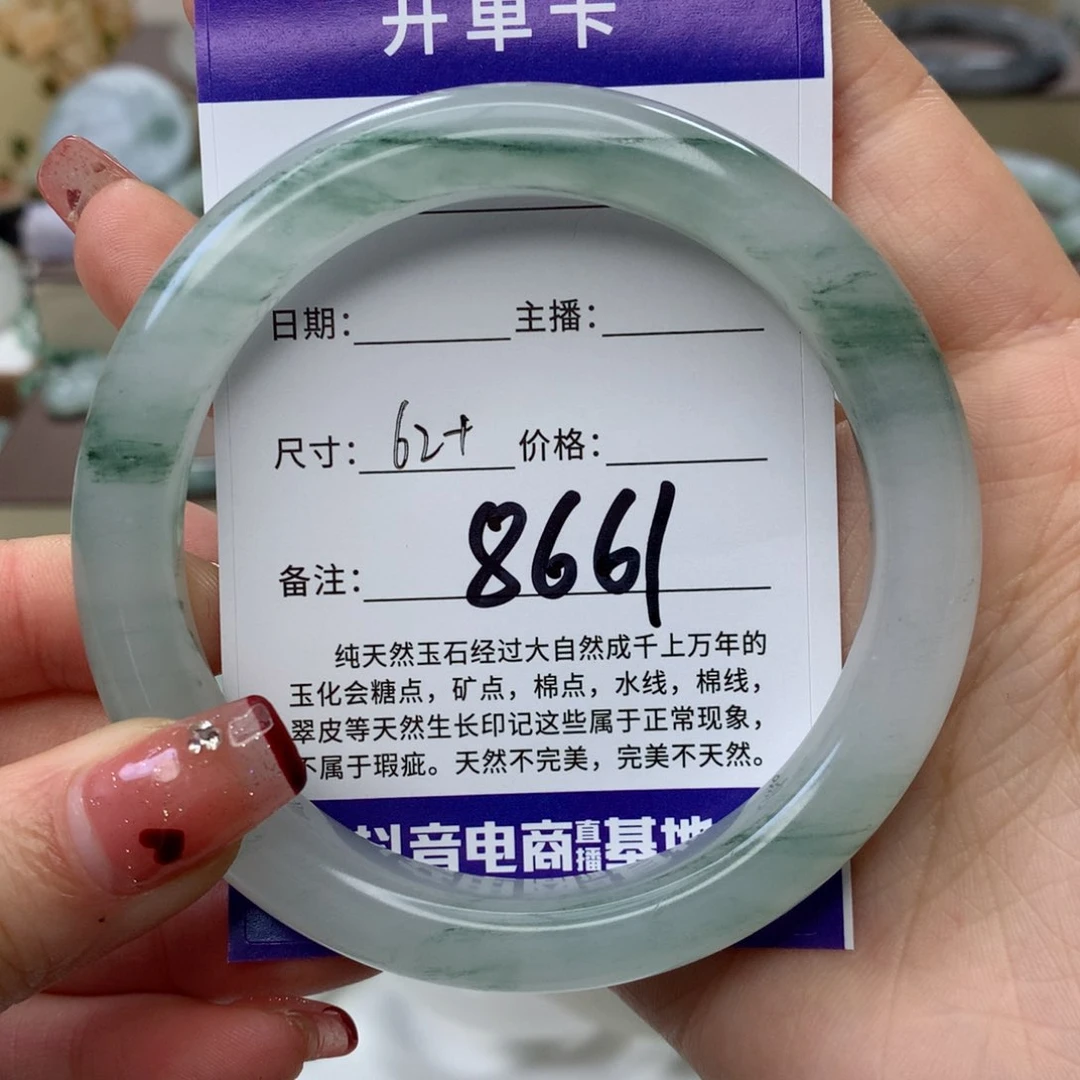 开单卡
日期： 主播：
尺寸：62+ 价格：
8661
备注：
纯天然玉石经过大自然成千上万年的
玉化会糖点，矿点，棉点，水线，棉线，
翠皮等天然生长印记这些属于正常现象，
不属于瑕疵。天然不完美，完美不天然。
抖音电商直播基地